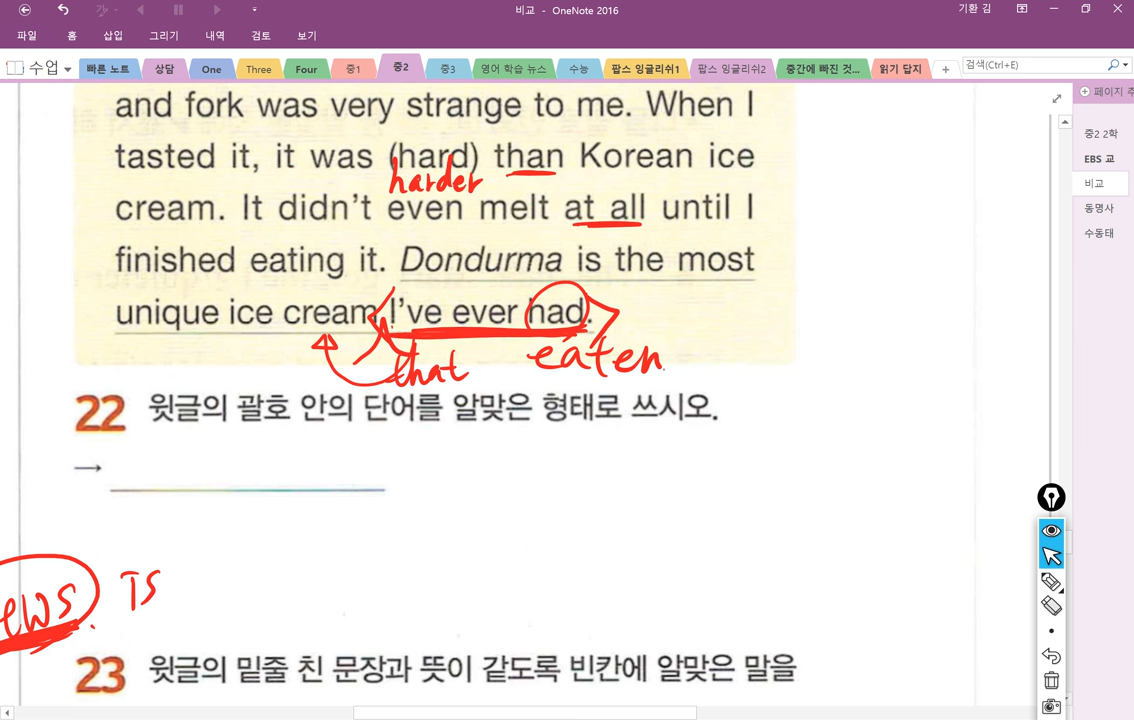 비교 - OneNote 2016
기환 김
파일 홈 삽입 그리기 내역 검토 보기
수업 빠른 노트 상담 One Three Four 중1 중2 중3 영어 학습 뉴스 수능 팝스 잉글리쉬1 팝스 잉글리쉬2 중간에 빠진 것... 읽기 답지 + 검색(Ctrl+E)
페이지 추
중2 2학
EBS 교
비교
동명사
수동태
and fork was very strange to me. When I
tasted it, it was (hard) than Korean ice
harder
cream. It didn't even melt at all until I
finished eating it. Dondurma is the most
unique ice cream I've ever had.
that eaten
22 윗글의 괄호 안의 단어를 알맞은 형태로 쓰시오.
→
ews. Is
23 윗글의 밑줄 친 문장과 뜻이 같도록 빈칸에 알맞은 말을